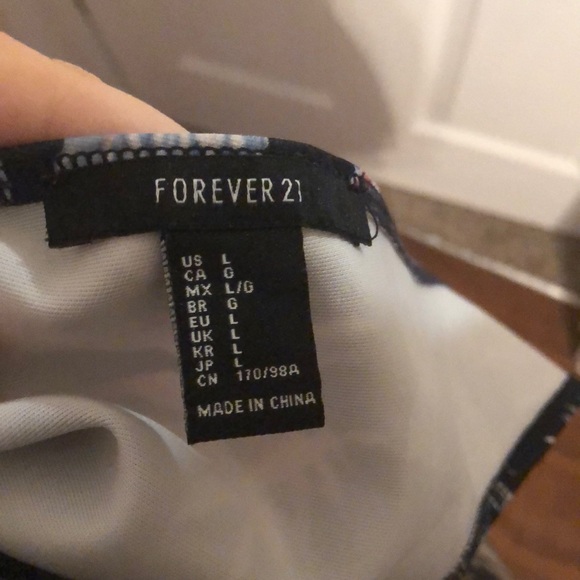 FOREVER 21
US L
CA G
MX L/G
BR G
EU L
UK L
KR L
JP L
CN 170/98A
MADE IN CHINA